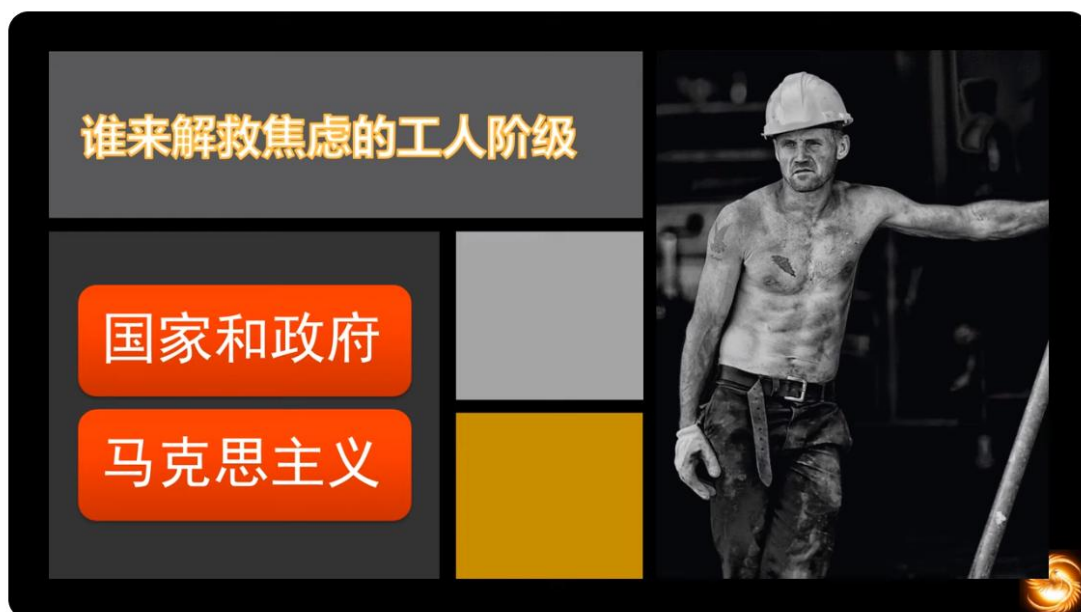 谁来解救焦虑的工人阶级
国家和政府
马克思主义